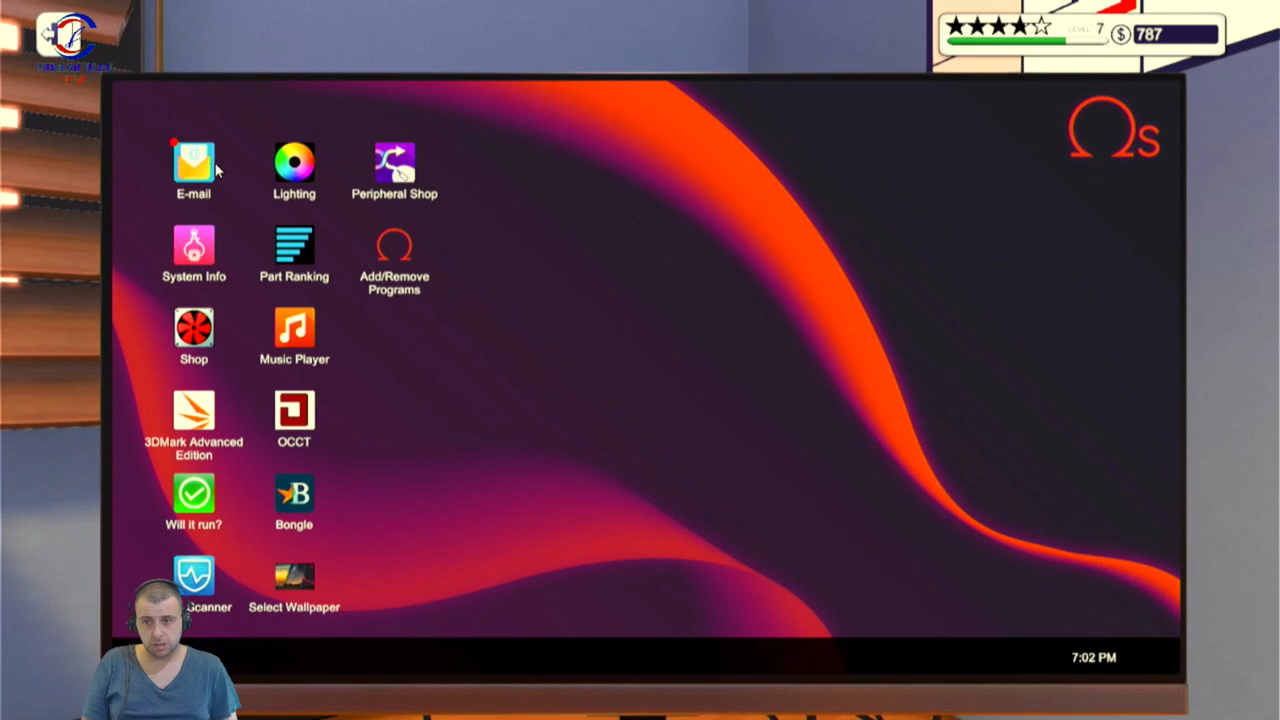 LEVEL 7
$ 787
Ωs
E-mail
Lighting
Peripheral Shop
System Info
Part Ranking
Add/Remove
Programs
Shop
Music Player
3DMark Advanced
Edition
OCCT
Will it run?
Bongle
Scanner
Select Wallpaper
7:02 PM